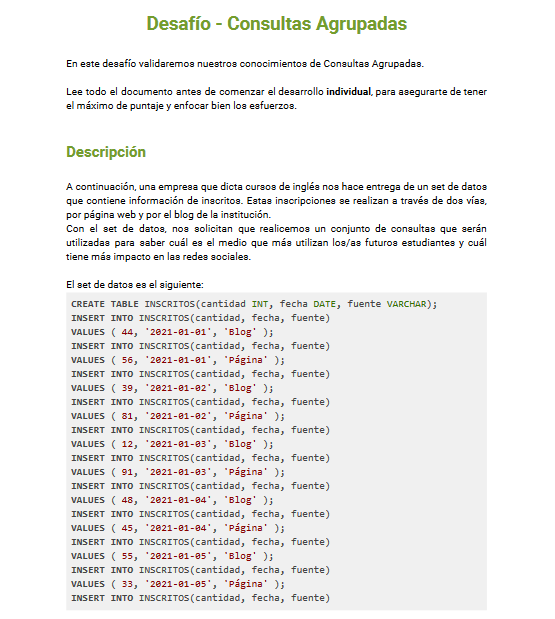 Desafío - Consultas Agrupadas
En este desafío validaremos nuestros conocimientos de Consultas Agrupadas.
Lee todo el documento antes de comenzar el desarrollo individual, para asegurarte de tener
el máximo de puntaje y enfocar bien los esfuerzos.
Descripción
A continuación, una empresa que dicta cursos de inglés nos hace entrega de un set de datos
que contiene información de inscritos. Estas inscripciones se realizan a través de dos vías,
por página web y por el blog de la institución.
Con el set de datos, nos solicitan que realicemos un conjunto de consultas que serán
utilizadas para saber cuál es el medio que más utilizan los/as futuros estudiantes y cuál
tiene más impacto en las redes sociales.
El set de datos es el siguiente:
CREATE TABLE INSCRITOS(cantidad INT, fecha DATE, fuente VARCHAR);
INSERT INTO INSCRITOS(cantidad, fecha, fuente)
VALUES ( 44, '2021-01-01', 'Blog' );
INSERT INTO INSCRITOS(cantidad, fecha, fuente)
VALUES ( 56, '2021-01-01', 'Página' );
INSERT INTO INSCRITOS(cantidad, fecha, fuente)
VALUES ( 39, '2021-01-02', 'Blog' );
INSERT INTO INSCRITOS(cantidad, fecha, fuente)
VALUES ( 81, '2021-01-02', 'Página' );
INSERT INTO INSCRITOS(cantidad, fecha, fuente)
VALUES ( 12, '2021-01-03', 'Blog' );
INSERT INTO INSCRITOS(cantidad, fecha, fuente)
VALUES ( 91, '2021-01-03', 'Página' );
INSERT INTO INSCRITOS(cantidad, fecha, fuente)
VALUES ( 48, '2021-01-04', 'Blog' );
INSERT INTO INSCRITOS(cantidad, fecha, fuente)
VALUES ( 45, '2021-01-04', 'Página' );
INSERT INTO INSCRITOS(cantidad, fecha, fuente)
VALUES ( 55, '2021-01-05', 'Blog' );
INSERT INTO INSCRITOS(cantidad, fecha, fuente)
VALUES ( 33, '2021-01-05', 'Página' );
INSERT INTO INSCRITOS(cantidad, fecha, fuente)